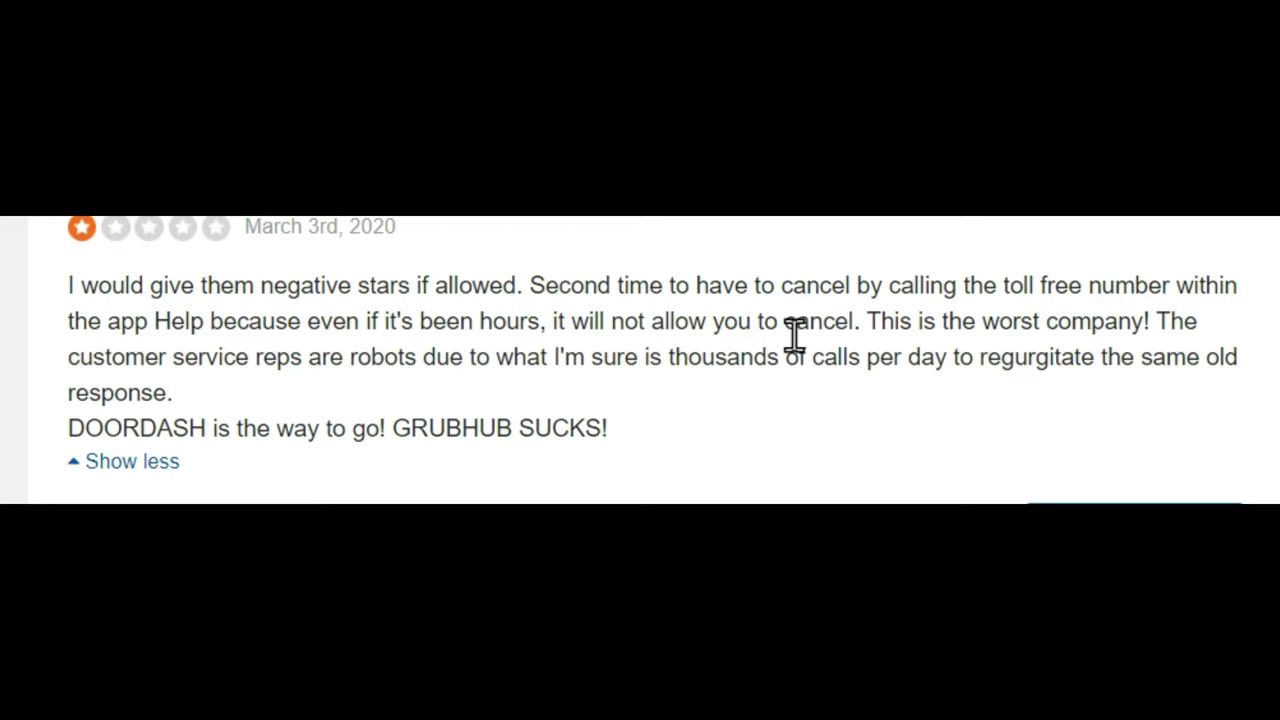 March 3rd, 2020
I would give them negative stars if allowed. Second time to have to cancel by calling the toll free number within
the app Help because even if it's been hours, it will not allow you to cancel. This is the worst company! The
customer service reps are robots due to what I'm sure is thousands of calls per day to regurgitate the same old
response.
DOORDASH is the way to go! GRUBHUB SUCKS!
Show less